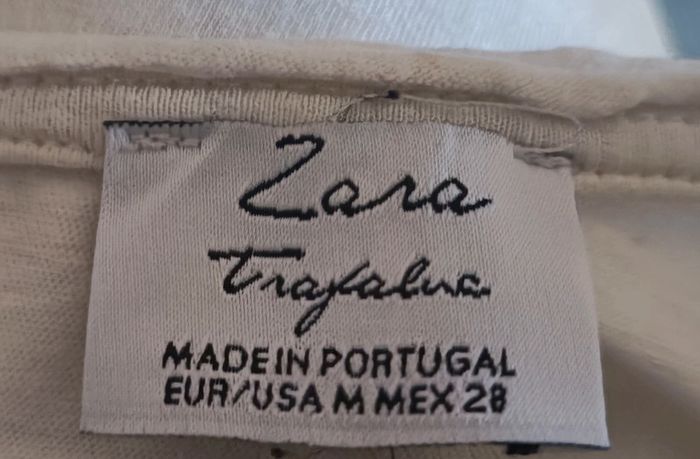 Zara
Trafaluc
MADE IN PORTUGAL
EUR/USA M MEX 28